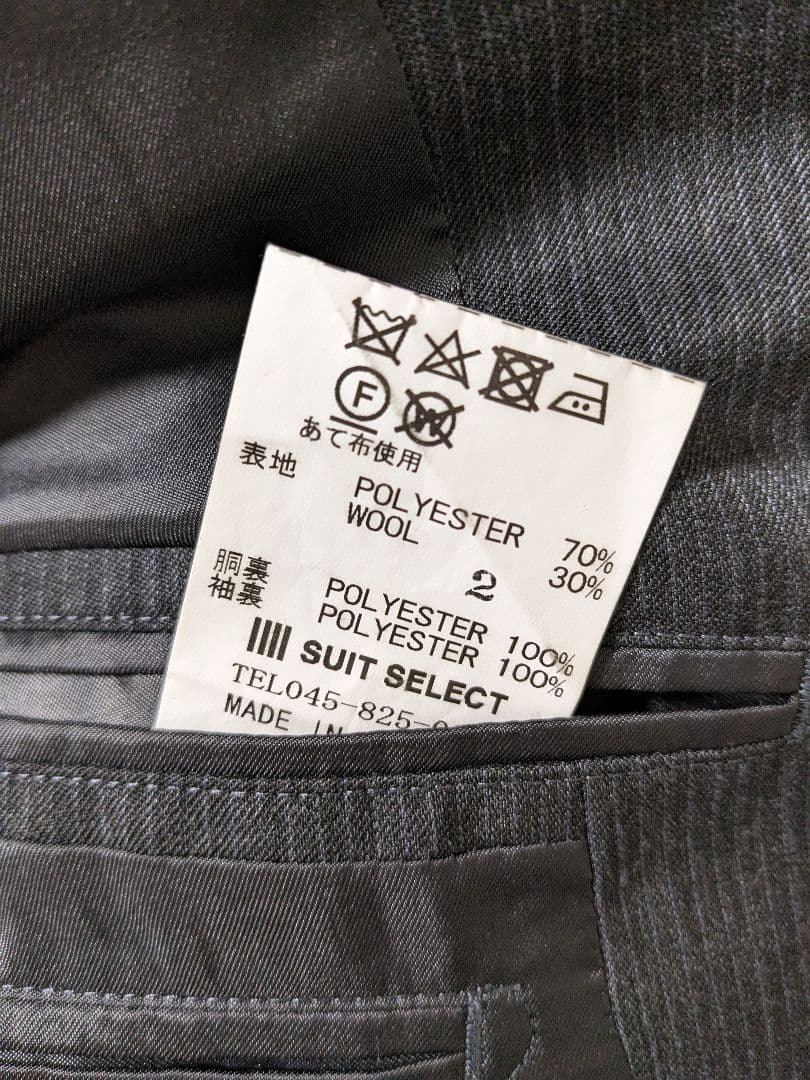 F W
あて布使用
表地
POLYESTER 70%
WOOL 30%
2
胴裏 POLYESTER 100%
袖裏 POLYESTER 100%
SUIT SELECT
TEL045-825-
MADE IN